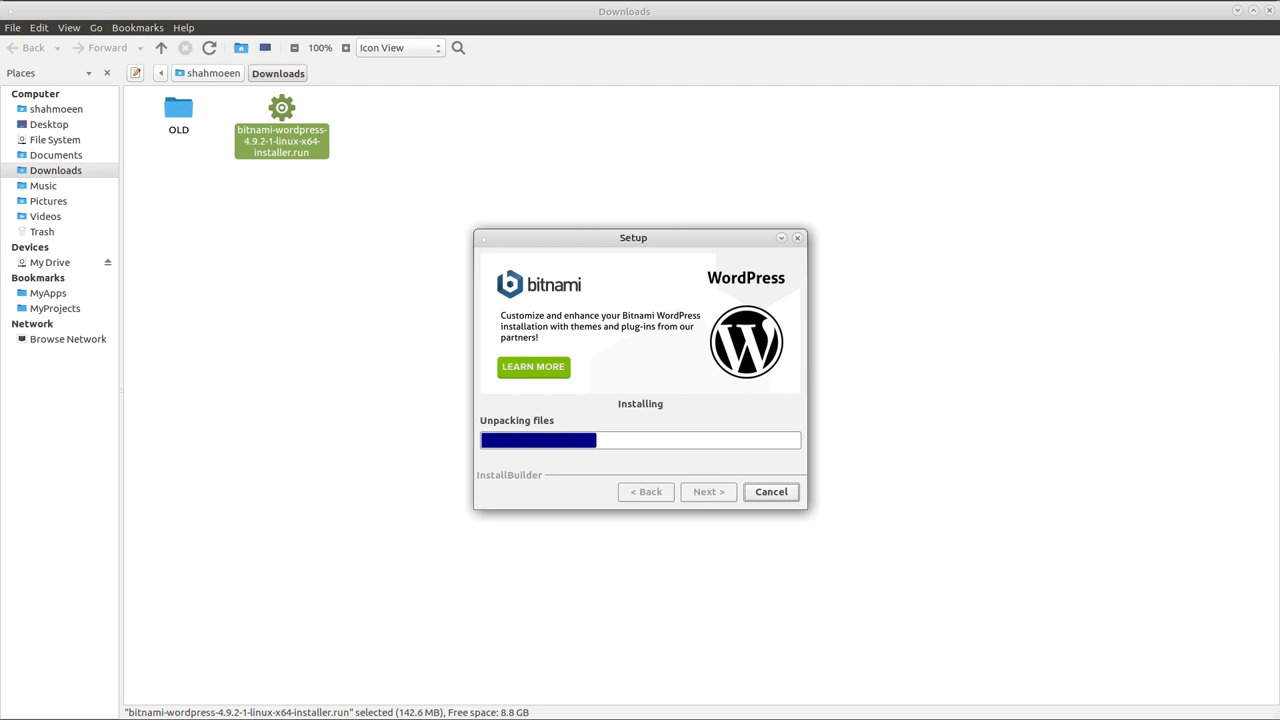 Downloads
File Edit View Go Bookmarks Help
Back Forward 100% Icon View
Places shahmoeen Downloads
Computer
shahmoeen
Desktop
File System
Documents
Downloads
Music
Pictures
Videos
Trash
Devices
My Drive
Bookmarks
MyApps
MyProjects
Network
Browse Network
OLD
bitnami-wordpress-
4.9.2-1-linux-x64-
installer.run
Setup
bitnami
WordPress
Customize and enhance your Bitnami WordPress
installation with themes and plug-ins from our
partners!
LEARN MORE
W
Installing
Unpacking files
InstallBuilder
< Back Next > Cancel
"bitnami-wordpress-4.9.2-1-linux-x64-installer.run" selected (142.6 MB), Free space: 8.8 GB